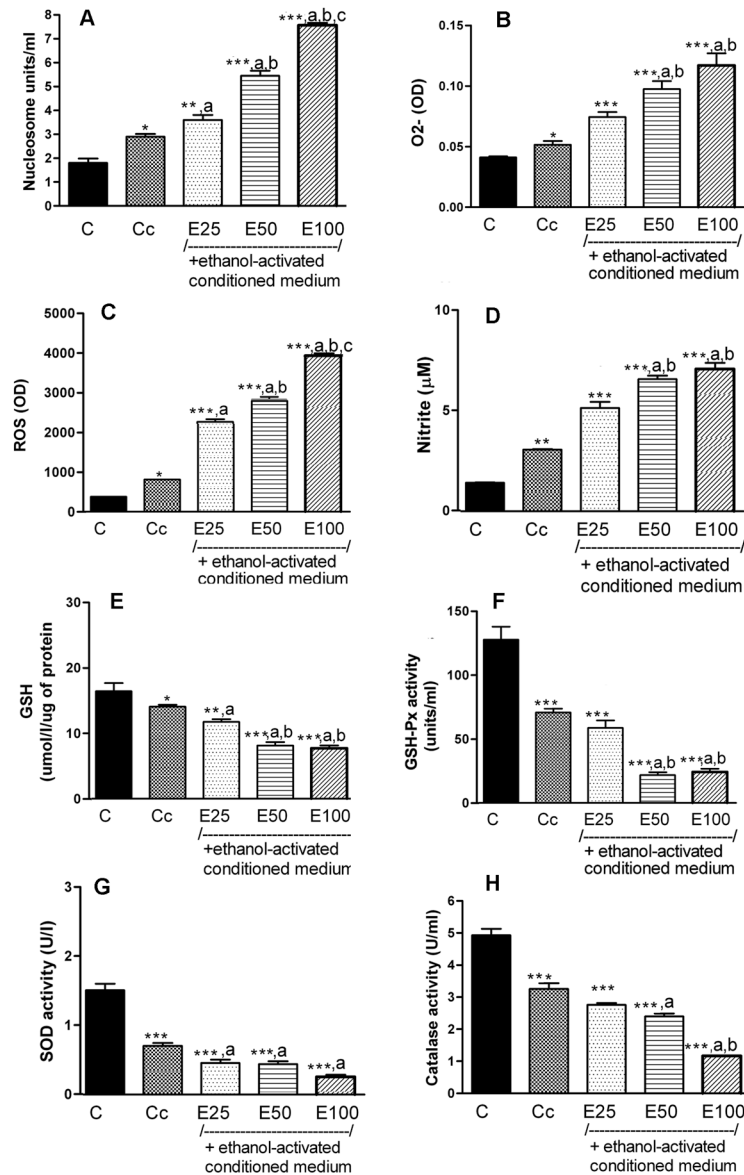 A
Nucleosome units/ml
8
7
6
5
4
3
2
1
0
*
**,a
***,a,b
***,a,b,c
C Cc E25 E50 E100
/------------------------------/
+ethanol-activated
conditioned medium
B
O2- (OD)
0.15
0.10
0.05
0.00
*
***
***,a,b
***,a,b
C Cc E25 E50 E100
/------------------------------/
+ ethanol-activated
conditioned medium
C
ROS (OD)
5000
4000
3000
2000
1000
0
*
***,a
***,a,b
***,a,b,c
C Cc E25 E50 E100
/------------------------------/
+ ethanol-activated
conditioned medium
D
Nitrite (μM)
10
5
0
**
***
***,a,b
***,a,b
C Cc E25 E50 E100
/------------------------------/
+ ethanol-activated
conditioned medium
E
GSH
(umol/l/ug of protein
30
20
10
0
*
**,a
***,a,b
***,a,b
C Cc E25 E50 E100
/------------------------------
+ethanol-activated
conditioned medium
F
GSH-Px activity
(units/ml)
150
100
50
0
***
***
***,a,b
***,a,b
C Cc E25 E50 E100
/------------------------------/
+ ethanol-activated
conditioned medium
G
SOD activity (U/l)
3
2
1
0
***
***,a
***,a
***,a
C Cc E25 E50 E100
/------------------------------/
+ ethanol-activated
conditioned medium
H
Catalase activity (U/ml)
6
5
4
3
2
1
0
***
***
***,a
***,a,b
C Cc E25 E50 E100
/------------------------------/
+ ethanol-activated
conditioned medium